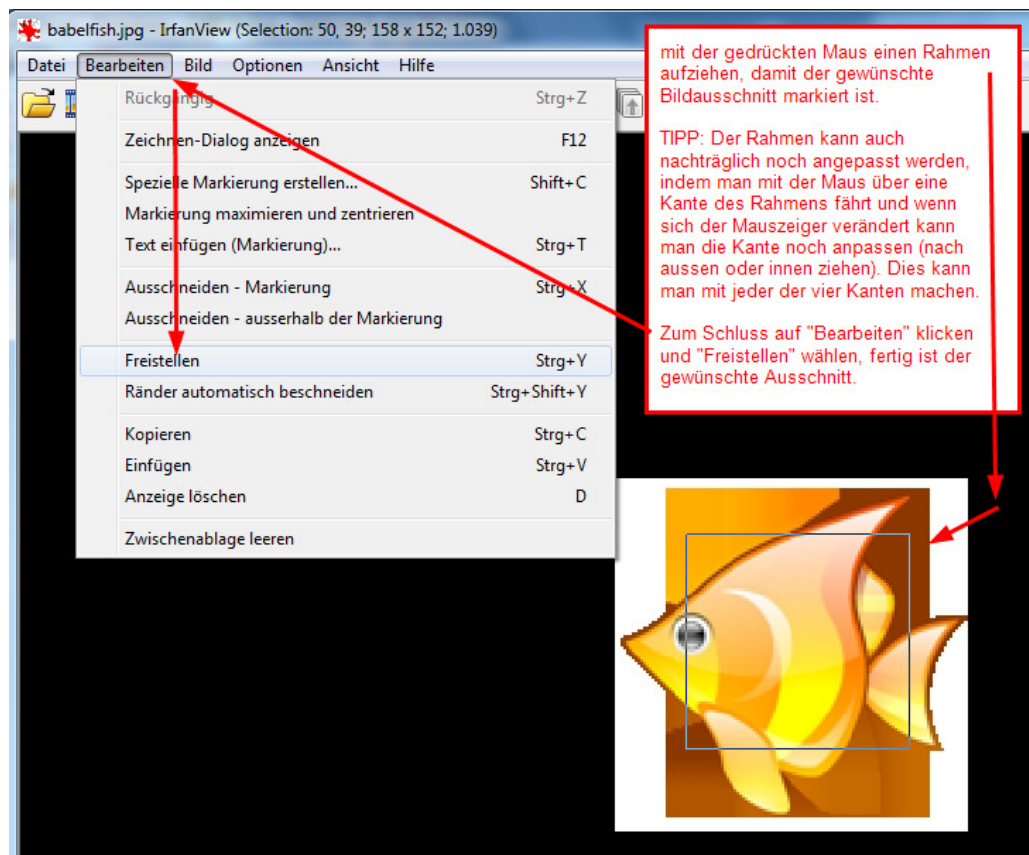 babelfish.jpg - IrfanView (Selection: 50, 39; 158 x 152; 1.039)
Datei Bearbeiten Bild Optionen Ansicht Hilfe
Rückgängig Strg+Z
Zeichnen-Dialog anzeigen F12
Spezielle Markierung erstellen... Shift+C
Markierung maximieren und zentrieren
Text einfügen (Markierung)... Strg+T
Ausschneiden - Markierung Strg+X
Ausschneiden - ausserhalb der Markierung
Freistellen Strg+Y
Ränder automatisch beschneiden Strg+Shift+Y
Kopieren Strg+C
Einfügen Strg+V
Anzeige löschen D
Zwischenablage leeren
mit der gedrückten Maus einen Rahmen
aufziehen, damit der gewünschte
Bildausschnitt markiert ist.
TIPP: Der Rahmen kann auch
nachträglich noch angepasst werden,
indem man mit der Maus über eine
Kante des Rahmens fährt und wenn
sich der Mauszeiger verändert kann
man die Kante noch anpassen (nach
aussen oder innen ziehen). Dies kann
man mit jeder der vier Kanten machen.
Zum Schluss auf "Bearbeiten" klicken
und "Freistellen" wählen, fertig ist der
gewünschte Ausschnitt.